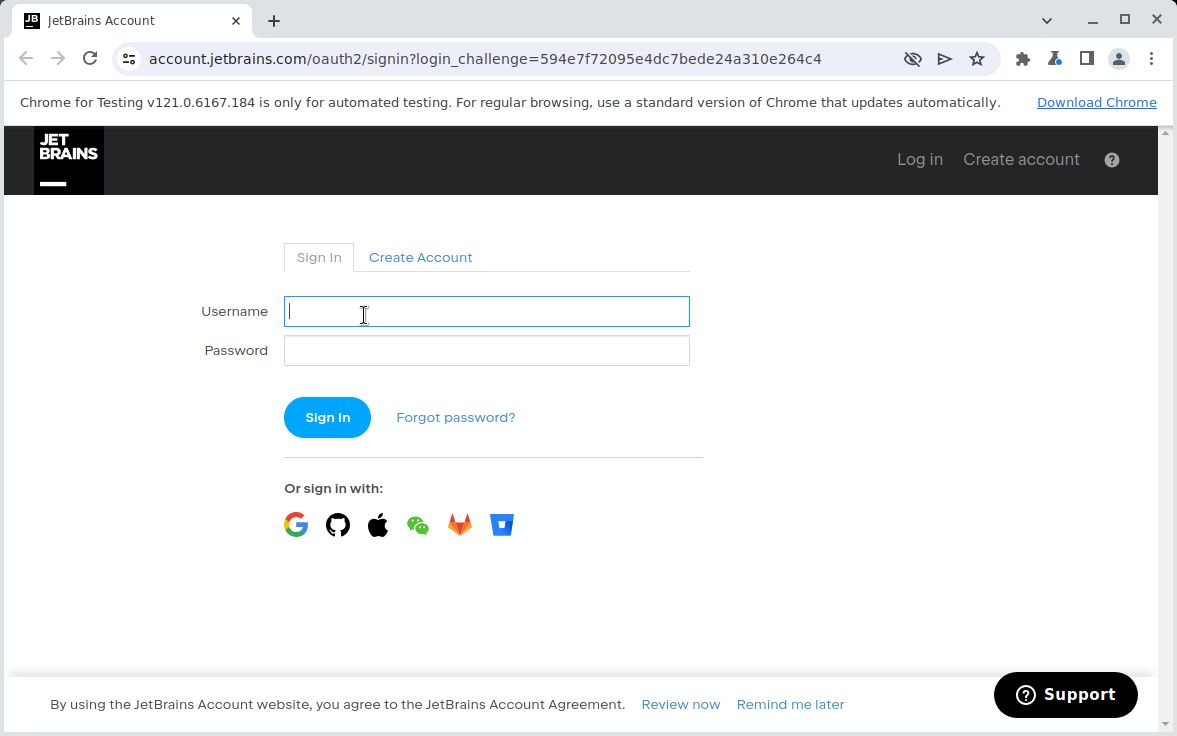 JetBrains Account
account.jetbrains.com/oauth2/signin?login_challenge=594e7f72095e4dc7bede24a310e264c4
Chrome for Testing v121.0.6167.184 is only for automated testing. For regular browsing, use a standard version of Chrome that updates automatically. Download Chrome
JET
BRAINS
Log in Create account
Sign In Create Account
Username
Password
Sign In Forgot password?
Or sign in with:
By using the JetBrains Account website, you agree to the JetBrains Account Agreement. Review now Remind me later
Support